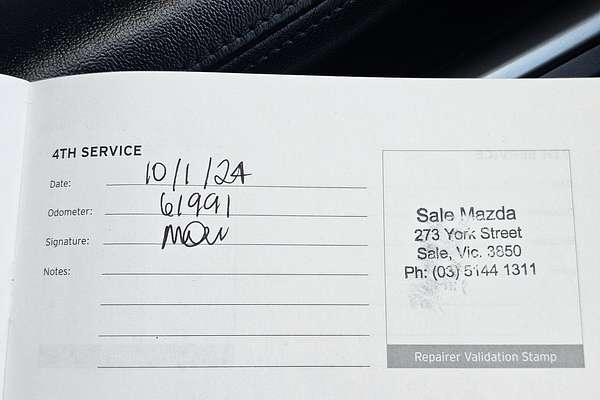 4TH SERVICE
Date: 10/1/24
Odometer: 61991
Signature:
Notes:
Sale Mazda
273 York Street
Sale, Vic. 3850
Ph: (03) 5144 1311
Repairer Validation Stamp